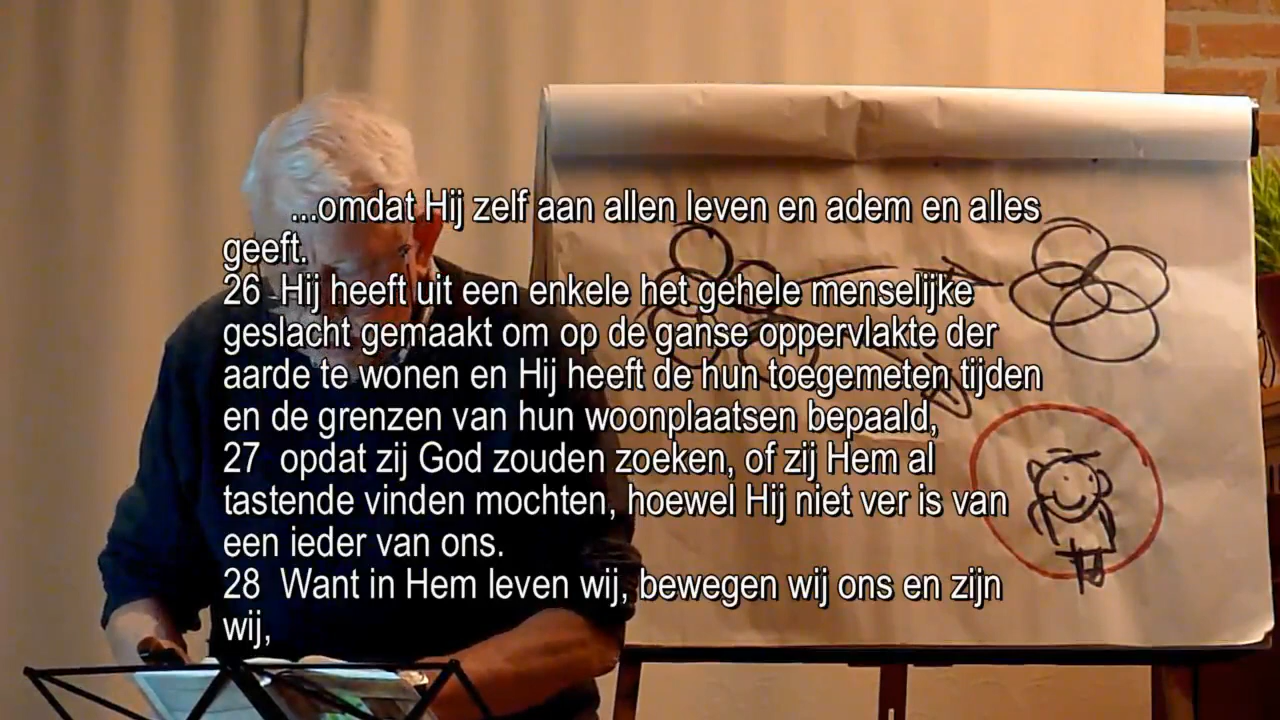 ...omdat Hij zelf aan allen leven en adem en alles
geeft.
26 Hij heeft uit een enkele het gehele menselijke
geslacht gemaakt om op de ganse oppervlakte der
aarde te wonen en Hij heeft de hun toegemeten tijden
en de grenzen van hun woonplaatsen bepaald,
27 opdat zij God zouden zoeken, of zij Hem al
tastende vinden mochten, hoewel Hij niet ver is van
een ieder van ons.
28 Want in Hem leven wij, bewegen wij ons en zijn
wij,